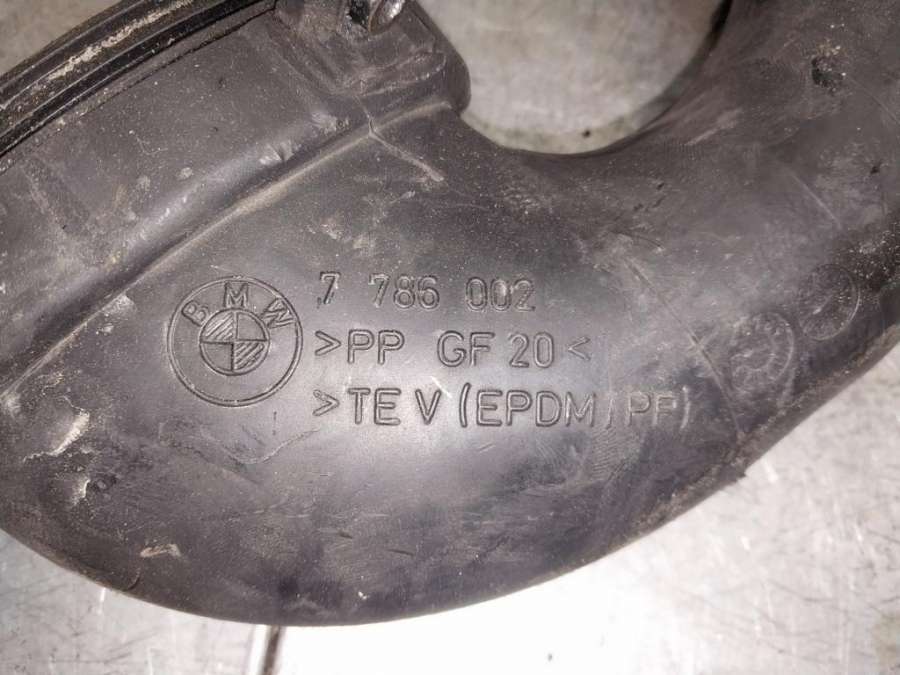 BMW
7 786 002
>PP GF 20<
>TE V (EPDM/PP)